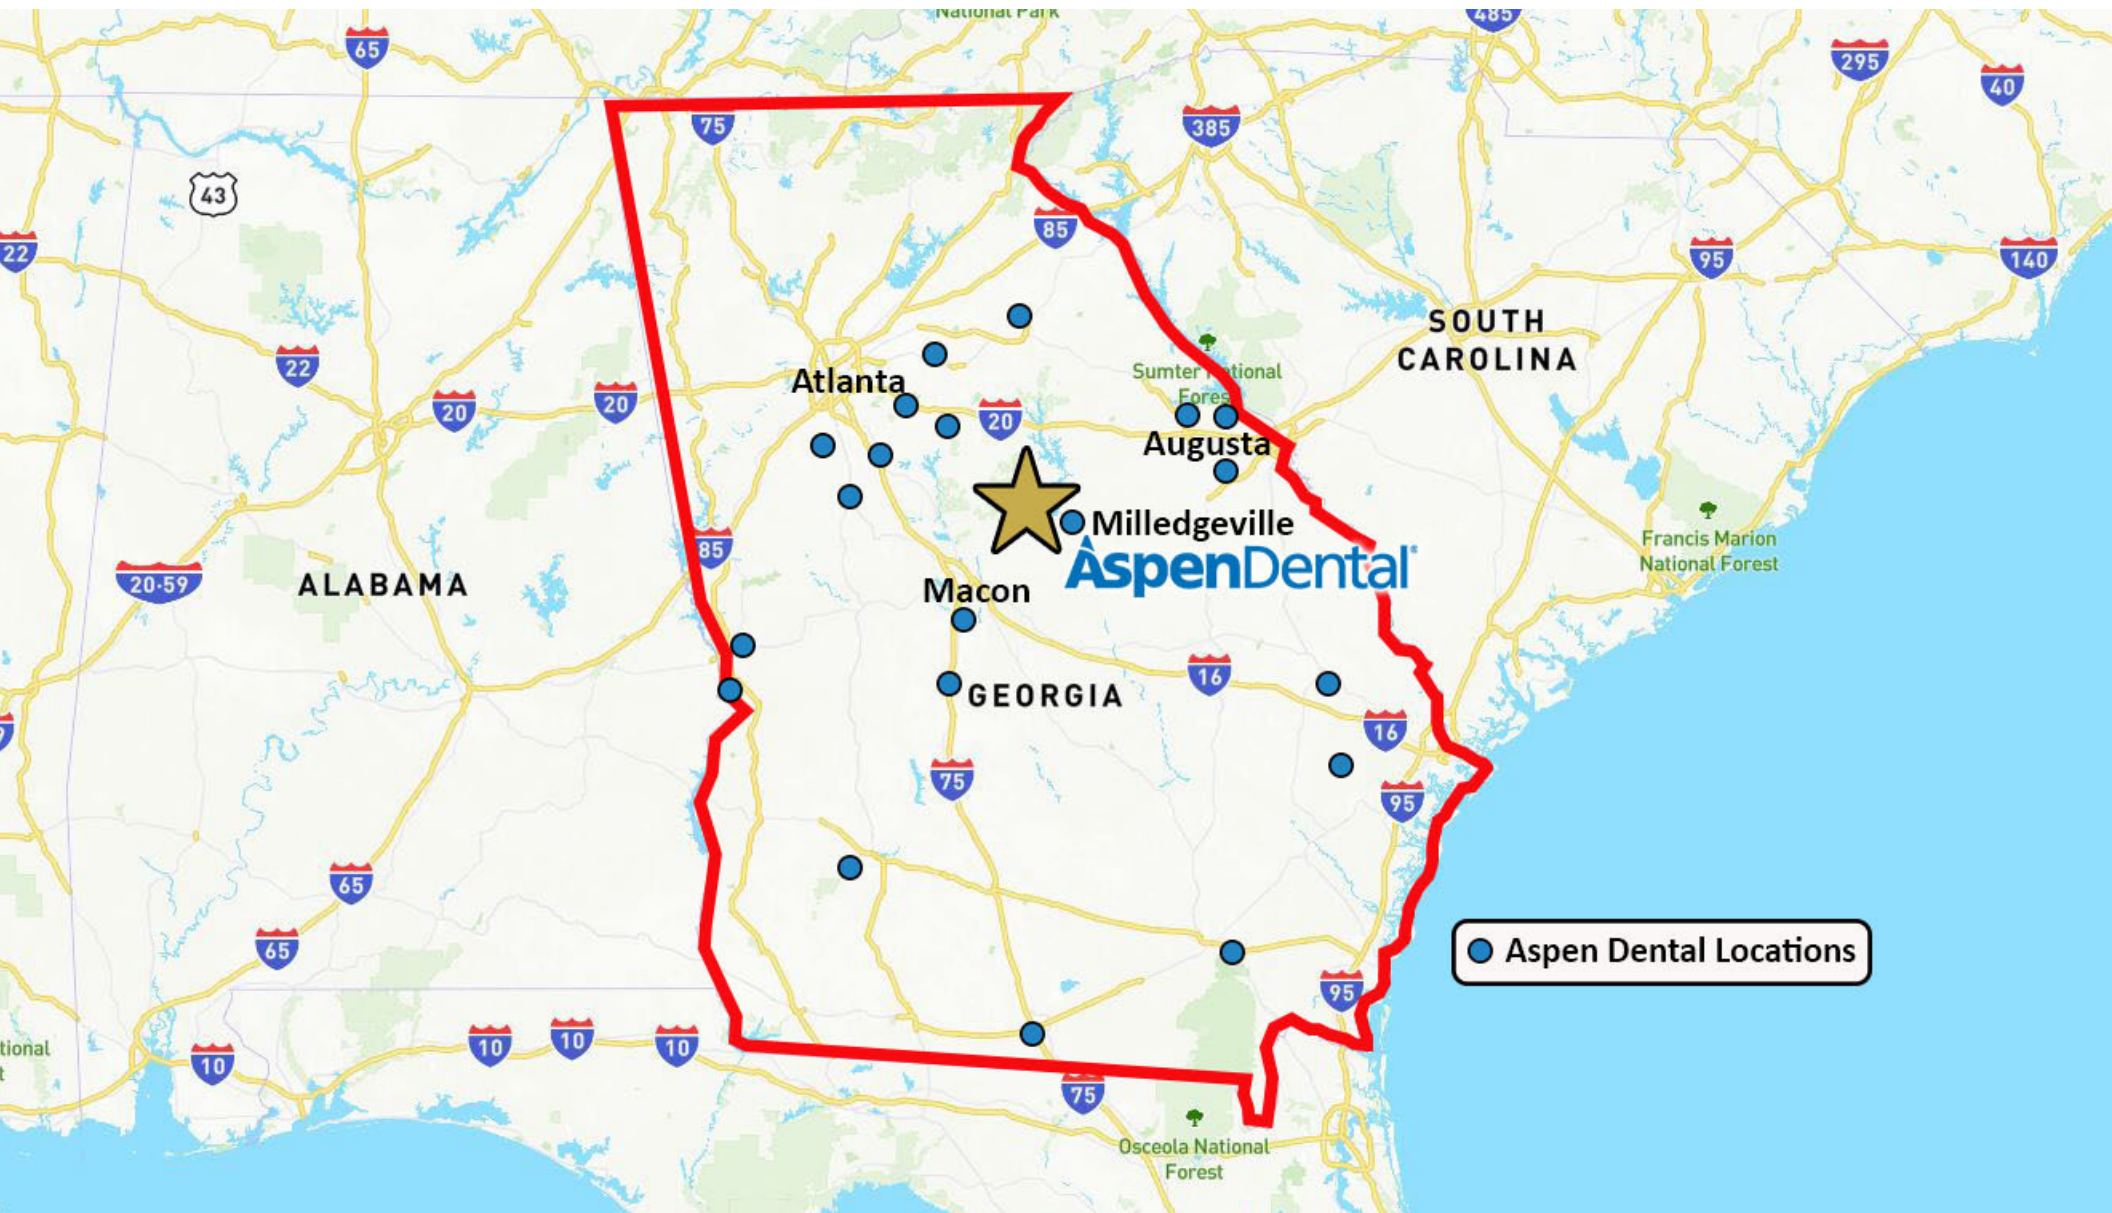 National Park
485
65
295
40
75
385
43
85
22
95
140
SOUTH
CAROLINA
22
Sumter National
Forest
Atlanta
20
20
20
Augusta
Milledgeville
AspenDental
Francis Marion
National Forest
85
20·59
ALABAMA
Macon
16
GEORGIA
16
75
95
65
65
Aspen Dental Locations
95
10
10
10
10
75
Osceola National
Forest